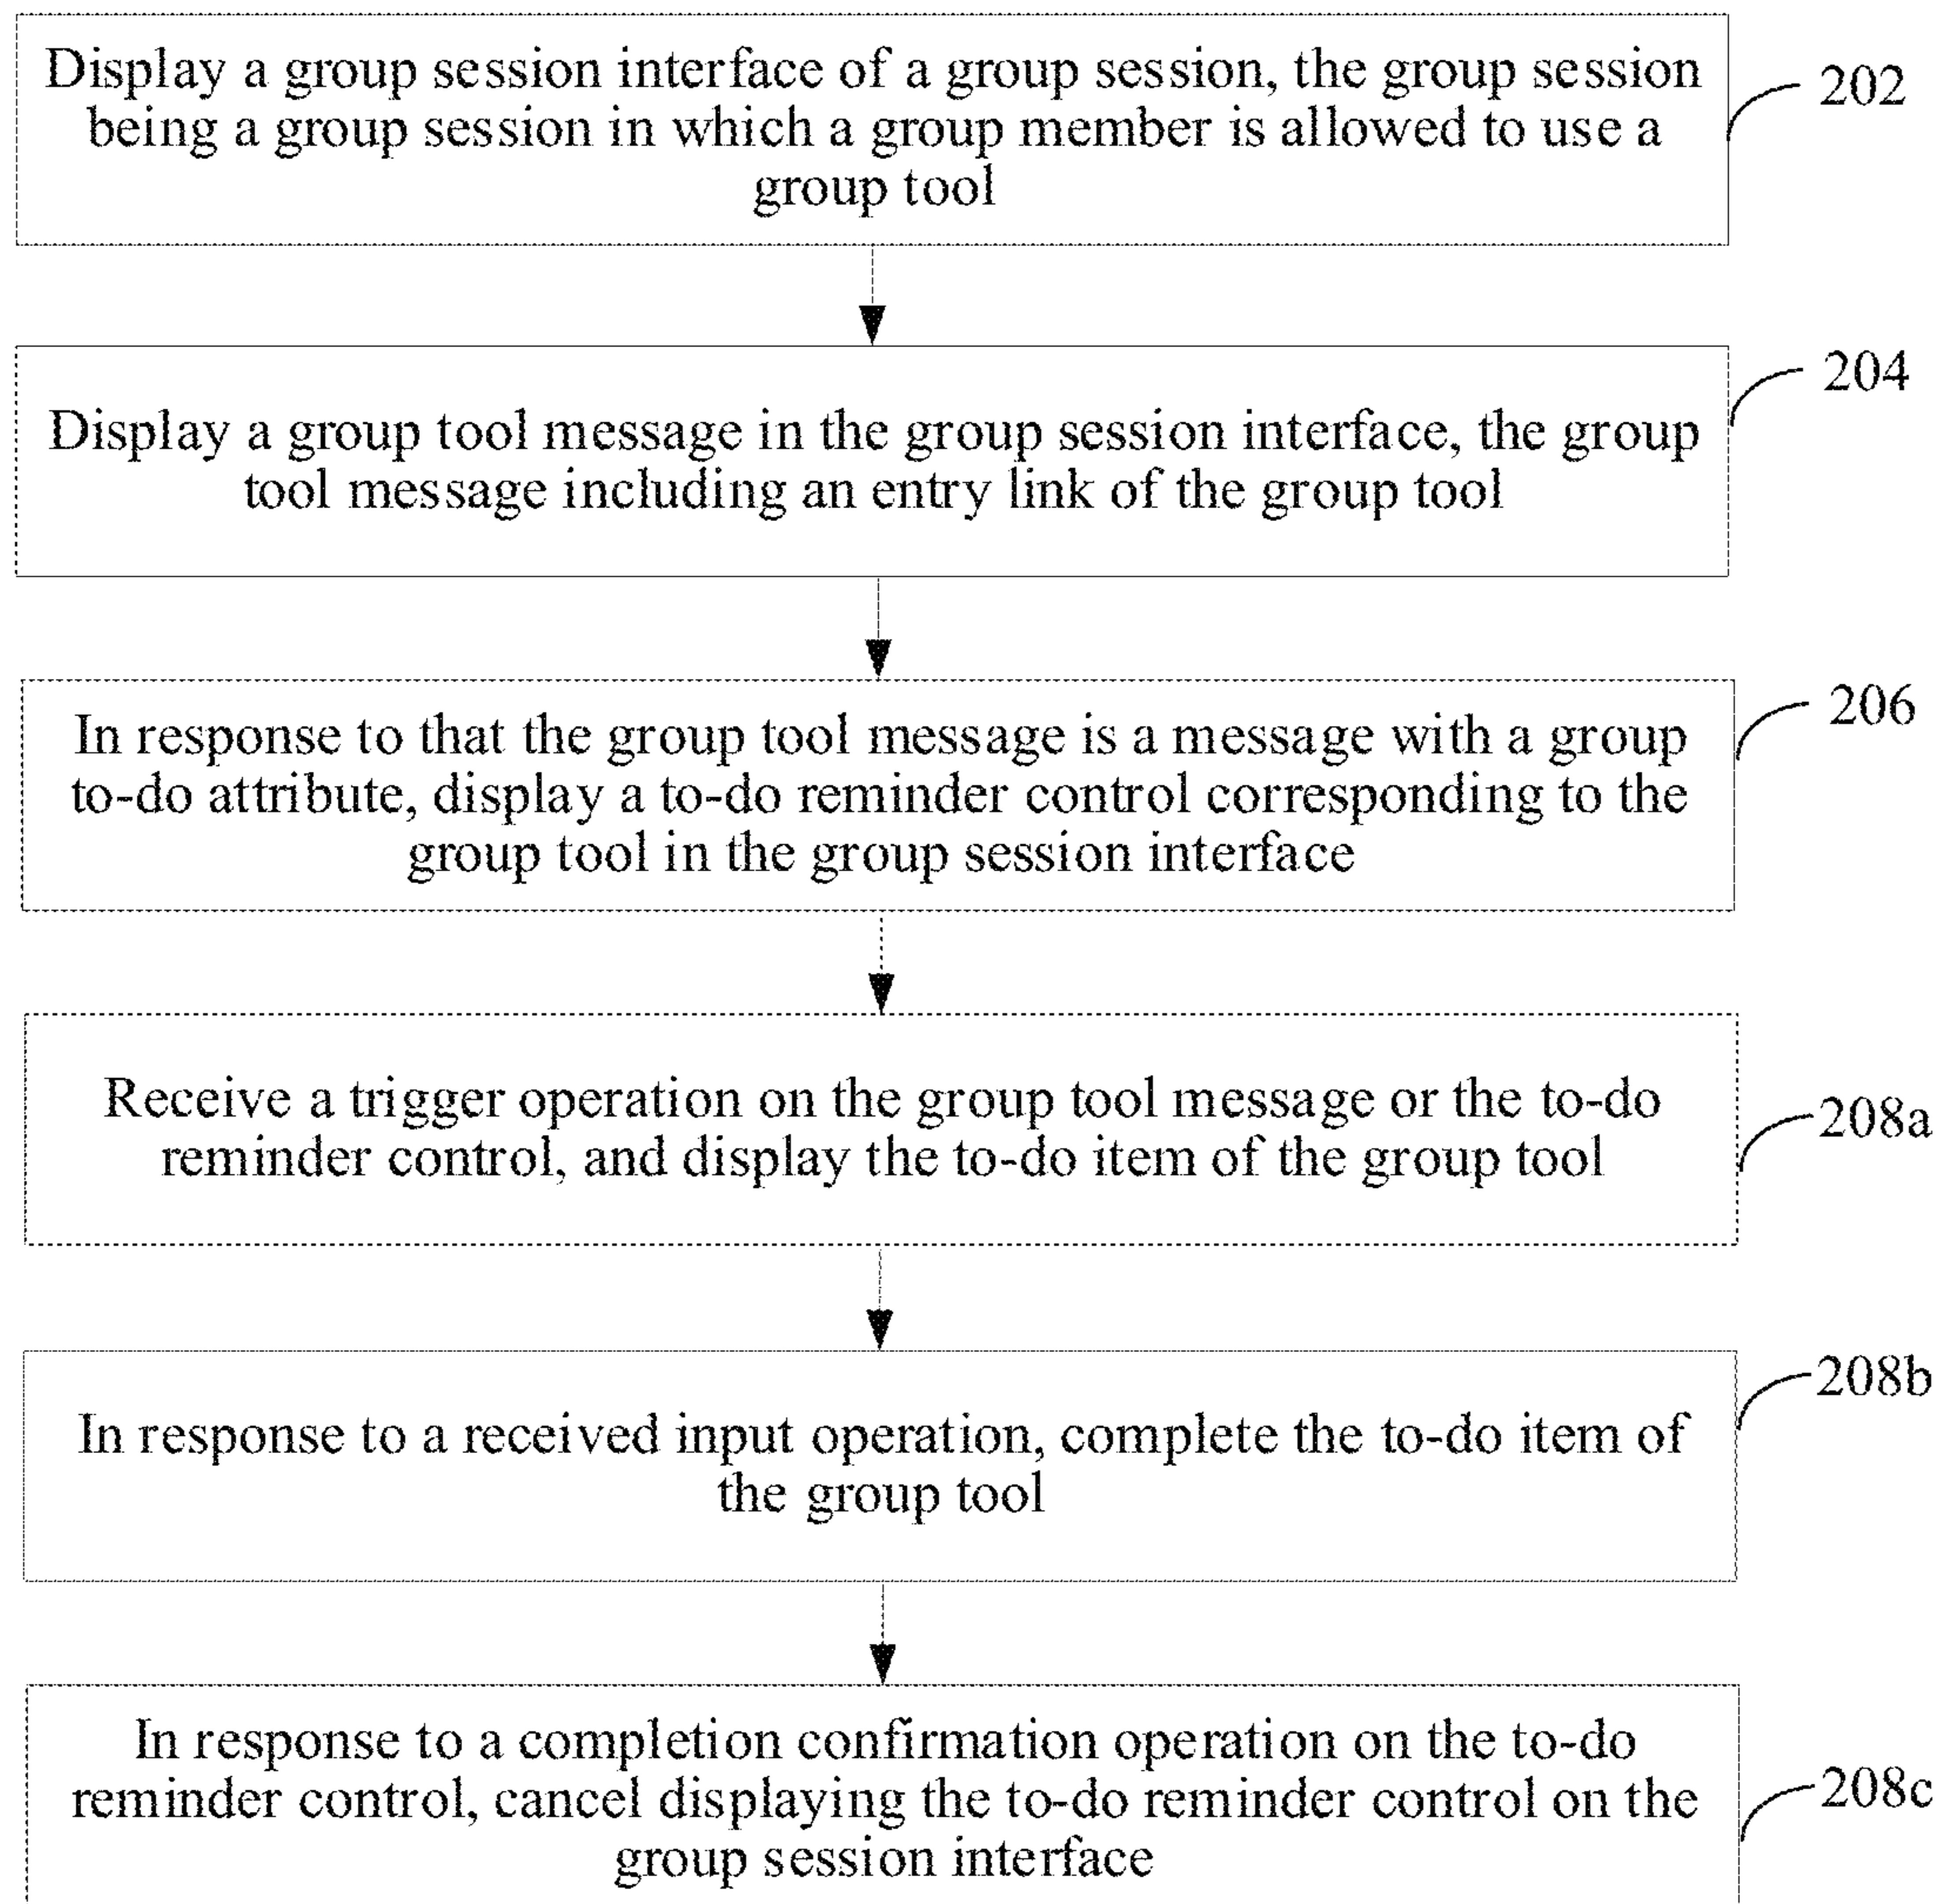 Display a group session interface of a group session, the group session
being a group session in which a group member is allowed to use a
group tool
202
Display a group tool message in the group session interface, the group
tool message including an entry link of the group tool
204
In response to that the group tool message is a message with a group
to-do attribute, display a to-do reminder control corresponding to the
group tool in the group session interface
206
Receive a trigger operation on the group tool message or the to-do
reminder control, and display the to-do item of the group tool
208a
In response to a received input operation, complete the to-do item of
the group tool
208b
In response to a completion confirmation operation on the to-do
reminder control, cancel displaying the to-do reminder control on the
group session interface
208c